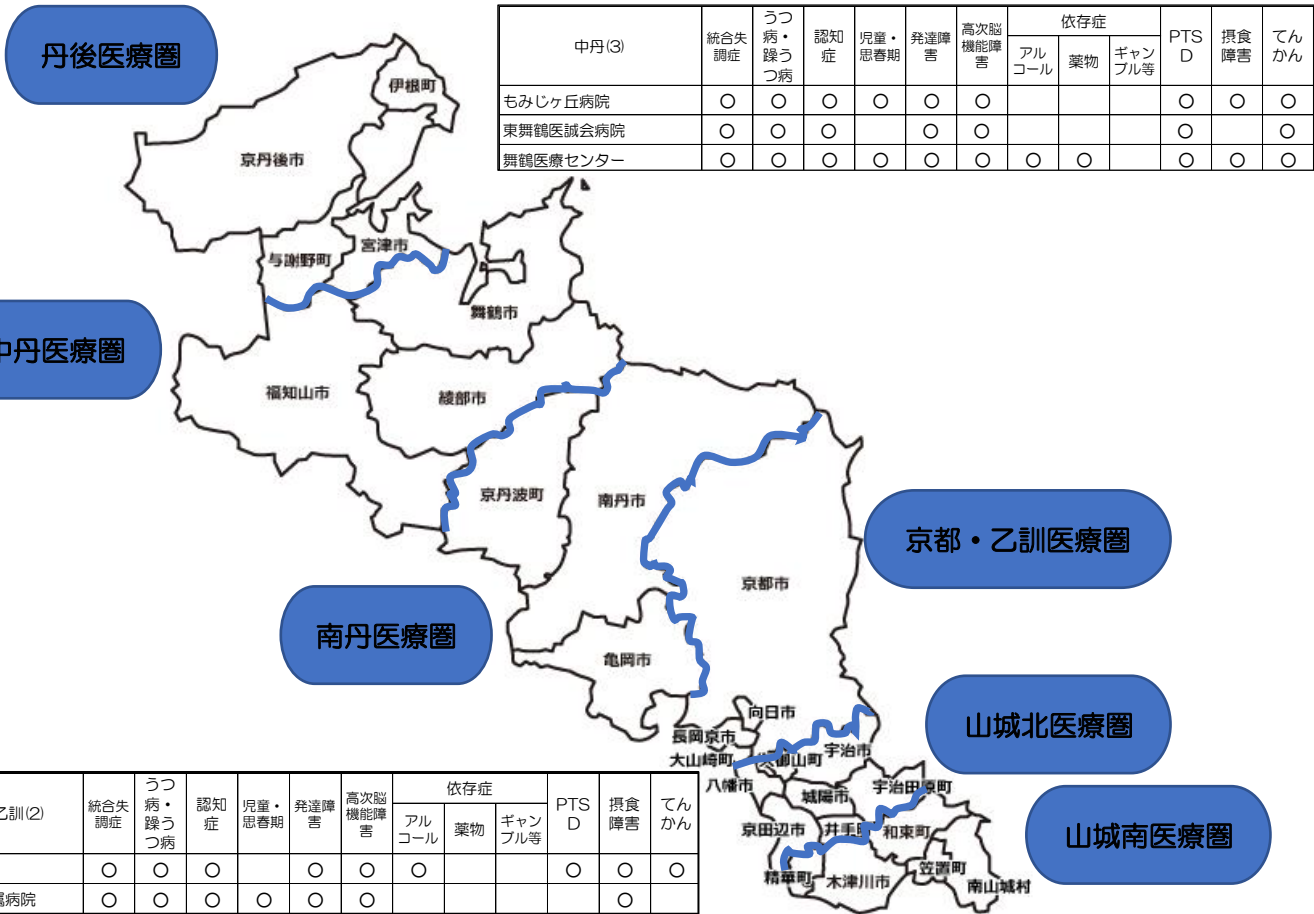 丹後医療圏
中丹(3)
統合失
調症
うつ
病・
躁う
つ病
認知
症
児童・
思春期
発達障
害
高次脳
機能障
害
依存症
アル
コール
薬物
ギャン
ブル等
PTS
D
摂食
障害
てん
かん
もみじヶ丘病院 ○ ○ ○ ○ ○ ○ ○ ○ ○
東舞鶴医誠会病院 ○ ○ ○ ○ ○ ○ ○
舞鶴医療センター ○ ○ ○ ○ ○ ○ ○ ○ ○ ○ ○
伊根町
京丹後市
宮津市
与謝野町
舞鶴市
中丹医療圏
福知山市
綾部市
京丹波町
南丹市
京都・乙訓医療圏
京都市
南丹医療圏
亀岡市
向日市
長岡京市
山城北医療圏
大山崎町
御山町
宇治市
八幡市
宇治田原町
城陽市
京田辺市
井手町
和束町
山城南医療圏
精華町
木津川市
笠置町
南山城村
乙訓(2)
統合失
調症
うつ
病・
躁う
つ病
認知
症
児童・
思春期
発達障
害
高次脳
機能障
害
依存症
アル
コール
薬物
ギャン
ブル等
PTS
D
摂食
障害
てん
かん
○ ○ ○ ○ ○ ○ ○ ○ ○
属病院 ○ ○ ○ ○ ○ ○ ○